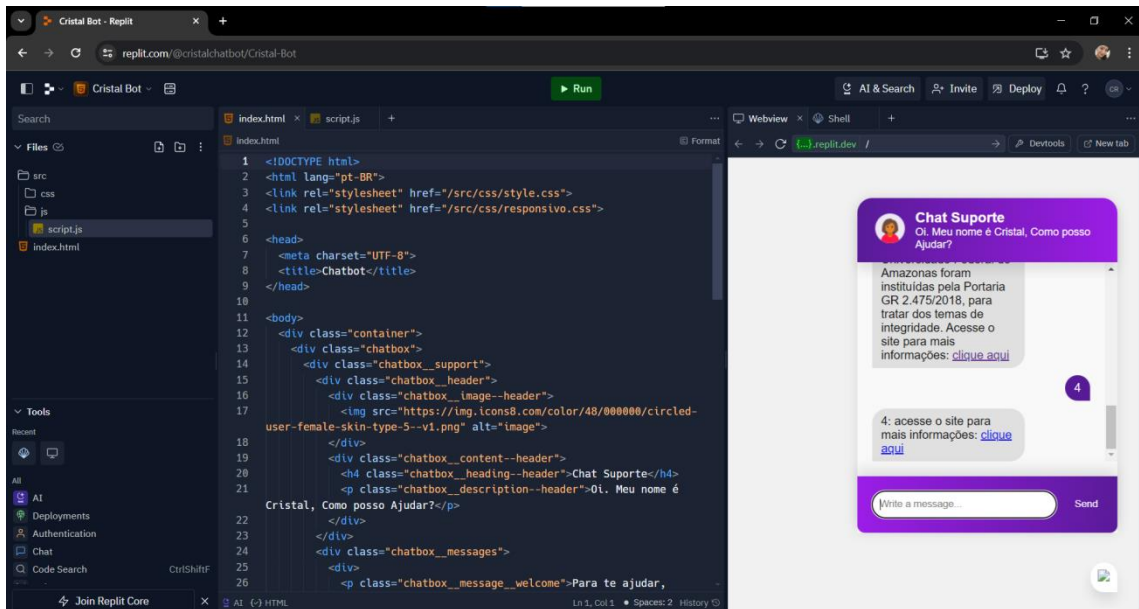 Cristal Bot - Replit
replit.com/@cristalchatbot/Cristal-Bot
Cristal Bot
Run
AI & Search
Invite
Deploy
?
CR
Search
Files
src
css
js
script.js
index.html
Tools
Recent
All
AI
Deployments
Authentication
Chat
Code Search CtrlShiftF
Join Replit Core
index.html
script.js
index.html
Format
1 <!DOCTYPE html>
2 <html lang="pt-BR">
3 <link rel="stylesheet" href="/src/css/style.css">
4 <link rel="stylesheet" href="/src/css/responsivo.css">
5
6 <head>
7 <meta charset="UTF-8">
8 <title>Chatbot</title>
9 </head>
10
11 <body>
12 <div class="container">
13 <div class="chatbox">
14 <div class="chatbox__support">
15 <div class="chatbox__header">
16 <div class="chatbox__image--header">
17 <img src="https://img.icons8.com/color/48/000000/circled-
user-female-skin-type-5--v1.png" alt="image">
18 </div>
19 <div class="chatbox__content--header">
20 <h4 class="chatbox__heading--header">Chat Suporte</h4>
21 <p class="chatbox__description--header">Oi. Meu nome é
Cristal, Como posso Ajudar?</p>
22 </div>
23 </div>
24 <div class="chatbox__messages">
25 <div>
26 <p class="chatbox__message__welcome">Para te ajudar,
AI {-} HTML
Ln 1, Col 1 • Spaces: 2 History
Webview
Shell
{...}.replit.dev /
Devtools
New tab
Chat Suporte
Oi. Meu nome é Cristal, Como posso
Ajudar?
Amazonas foram
instituídas pela Portaria
GR 2.475/2018, para
tratar dos temas de
integridade. Acesse o
site para mais
informações: clique aqui
4
4: acesse o site para
mais informações: clique
aqui
Write a message...
Send